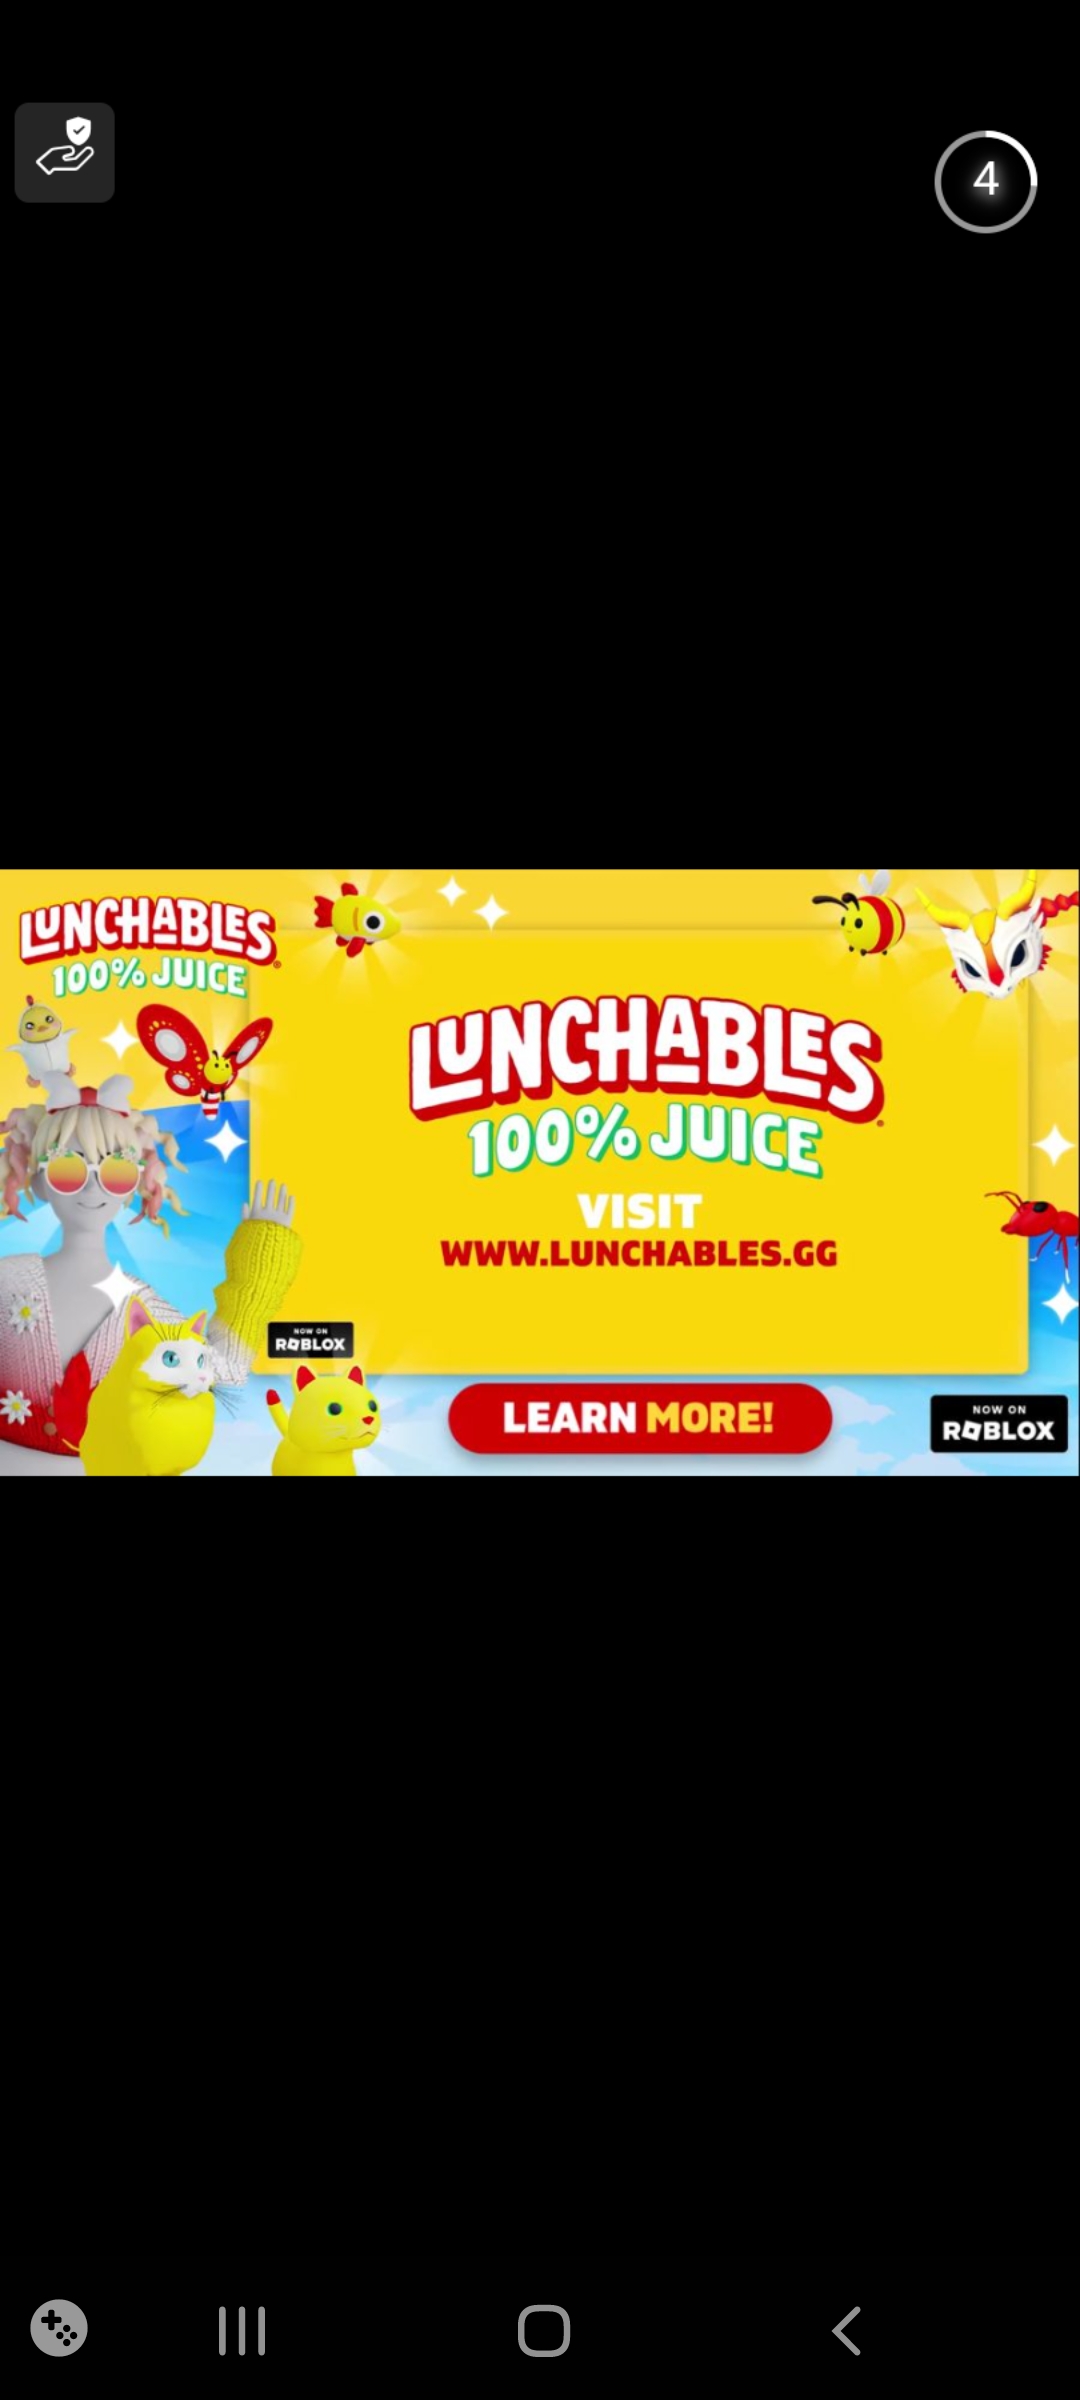 4
LUNCHABLES
100% JUICE
LUNCHABLES®
100% JUICE
VISIT
WWW.LUNCHABLES.GG
NOW ON
ROBLOX
LEARN MORE!
NOW ON
ROBLOX